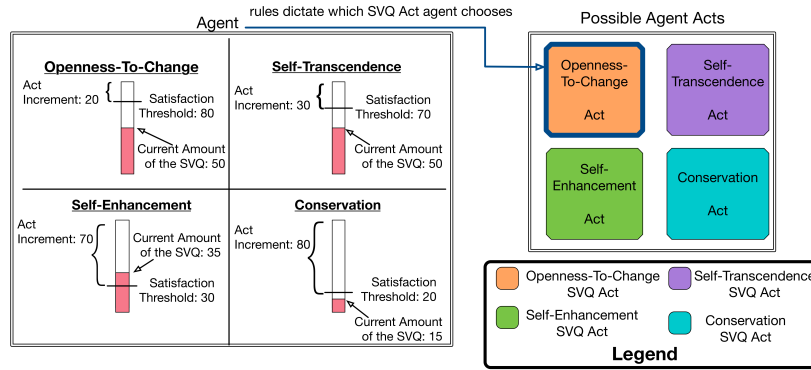 Agent
rules dictate which SVQ Act agent chooses
Openness-To-Change
Act
Increment: 20
Satisfaction
Threshold: 80
Current Amount
of the SVQ: 50
Self-Transcendence
Act
Increment: 30
Satisfaction
Threshold: 70
Current Amount
of the SVQ: 50
Self-Enhancement
Act
Increment: 70
Current Amount
of the SVQ: 35
Satisfaction
Threshold: 30
Conservation
Act
Increment: 80
Satisfaction
Threshold: 20
Current Amount
of the SVQ: 15
Possible Agent Acts
Openness-
To-Change
Act
Self-
Transcendence
Act
Self-
Enhancement
Act
Conservation
Act
Openness-To-Change
SVQ Act
Self-Transcendence
SVQ Act
Self-Enhancement
SVQ Act
Conservation
SVQ Act
Legend